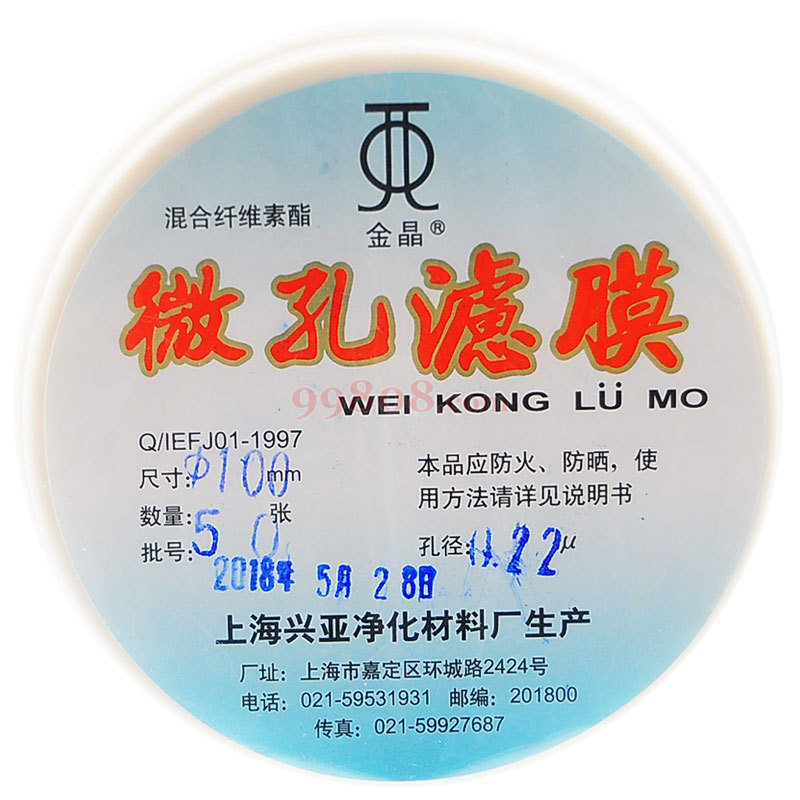 混合纤维素酯
金晶®
微孔滤膜
WEI KONG LÜ MO
Q/IEFJ01-1997
尺寸:Φ100mm
数量:50张
批号:
2018年 5月28日
本品应防火、防晒，使
用方法请详见说明书
孔径:0.22μ
上海兴亚净化材料厂生产
厂址：上海市嘉定区环城路2424号
电话：021-59531931 邮编：201800
传真：021-59927687